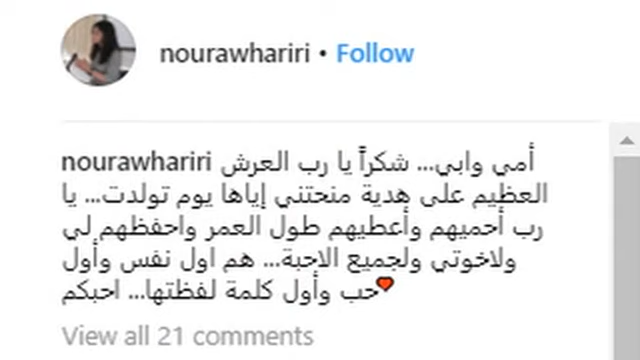 nourawhariri • Follow
nourawhariri أمي وابي... شكراً يا رب العرش
العظيم على هدية منحتني إياها يوم تولدت... يا
رب أحميهم وأعطيهم طول العمر واحفظهم لي
ولاخوتي ولجميع الاحبة... هم اول نفس وأول
حب وأول كلمة لفظتها... احبكم❤
View all 21 comments